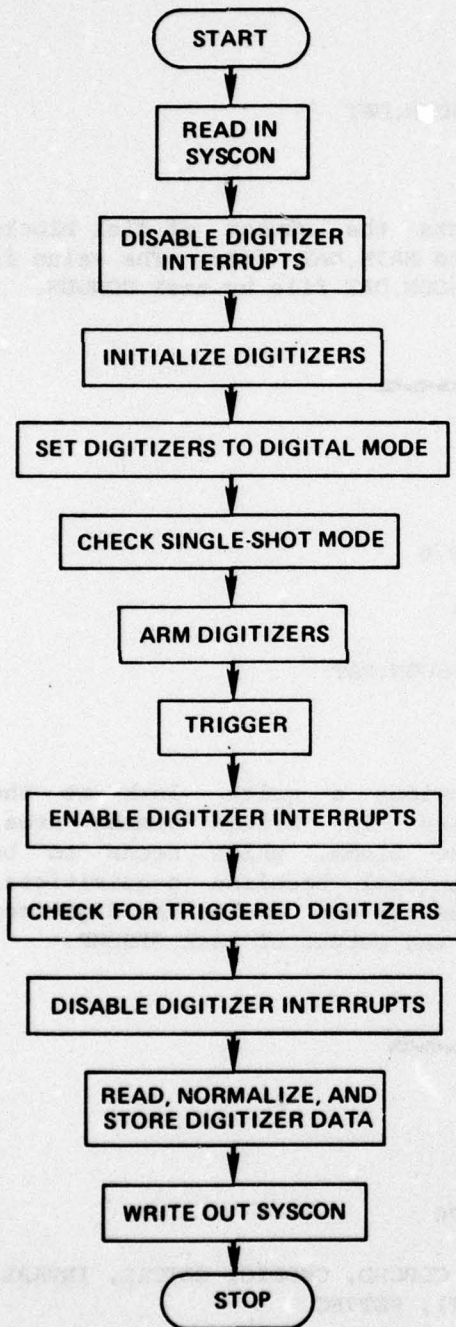 START
READ IN
SYSCON
DISABLE DIGITIZER
INTERRUPTS
INITIALIZE DIGITIZERS
SET DIGITIZERS TO DIGITAL MODE
CHECK SINGLE-SHOT MODE
ARM DIGITIZERS
TRIGGER
ENABLE DIGITIZER INTERRUPTS
CHECK FOR TRIGGERED DIGITIZERS
DISABLE DIGITIZER INTERRUPTS
READ, NORMALIZE, AND
STORE DIGITIZER DATA
WRITE OUT SYSCON
STOP